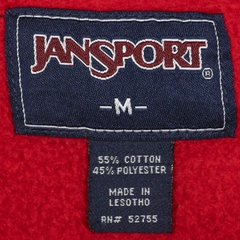 JANSPORT®
-M-
55% COTTON
45% POLYESTER
MADE IN
LESOTHO
RN# 52755